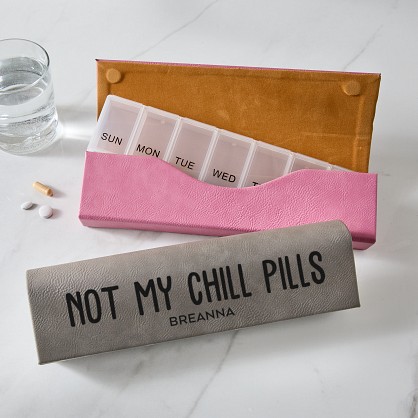 SUN MON TUE WED
NOT MY CHILL PILLS
BREANNA